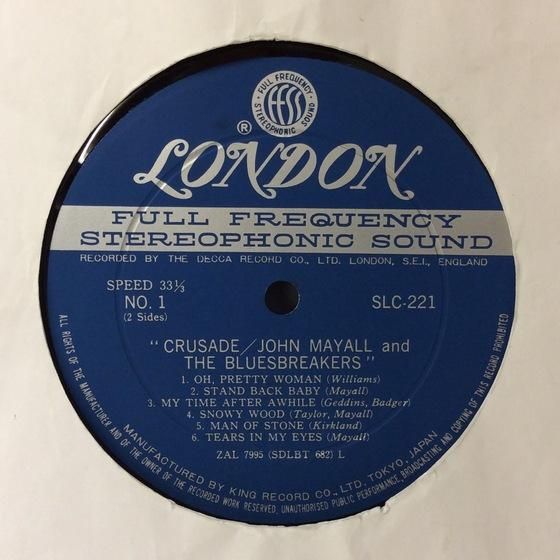 FULL FREQUENCY
ffss
STEREOPHONIC SOUND
®
LONDON
FULL FREQUENCY
STEREOPHONIC SOUND
RECORDED BY THE DECCA RECORD CO., LTD. LONDON, S.E.I., ENGLAND
SPEED 33⅓
NO. 1
(2 Sides)
SLC-221
"CRUSADE/JOHN MAYALL and
THE BLUESBREAKERS"
1. OH, PRETTY WOMAN (Williams)
2. STAND BACK BABY (Mayall)
3. MY TIME AFTER AWHILE (Geddins, Badger)
4. SNOWY WOOD (Taylor, Mayall)
5. MAN OF STONE (Kirkland)
6. TEARS IN MY EYES (Mayall)
ZAL 7995 (SDLBT 682) L
MANUFACTURED BY KING RECORD CO., LTD. TOKYO, JAPAN
ALL RIGHTS OF THE MANUFACTURER AND OF THE OWNER OF THE RECORDED WORK RESERVED, UNAUTHORISED PUBLIC PERFORMANCE, BROADCASTING AND COPYING OF THIS RECORD PROHIBITED